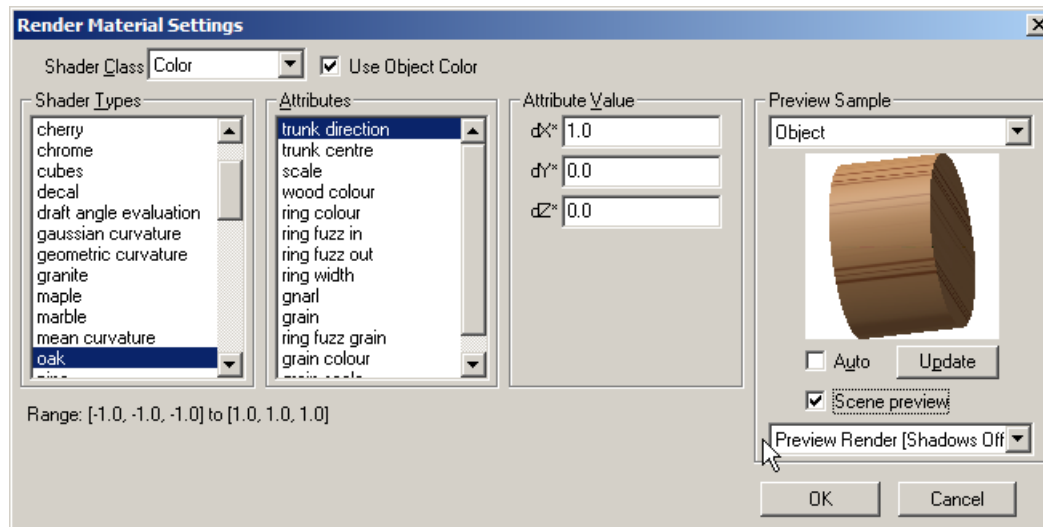 Render Material Settings
Shader Class Color Use Object Color
Shader Types
cherry
chrome
cubes
decal
draft angle evaluation
gaussian curvature
geometric curvature
granite
maple
marble
mean curvature
oak
Attributes
trunk direction
trunk centre
scale
wood colour
ring colour
ring fuzz in
ring fuzz out
ring width
gnarl
grain
ring fuzz grain
grain colour
Attribute Value
dX* 1.0
dY* 0.0
dZ* 0.0
Preview Sample
Object
Auto Update
Scene preview
Preview Render [Shadows Off
Range: [-1.0, -1.0, -1.0] to [1.0, 1.0, 1.0]
OK Cancel